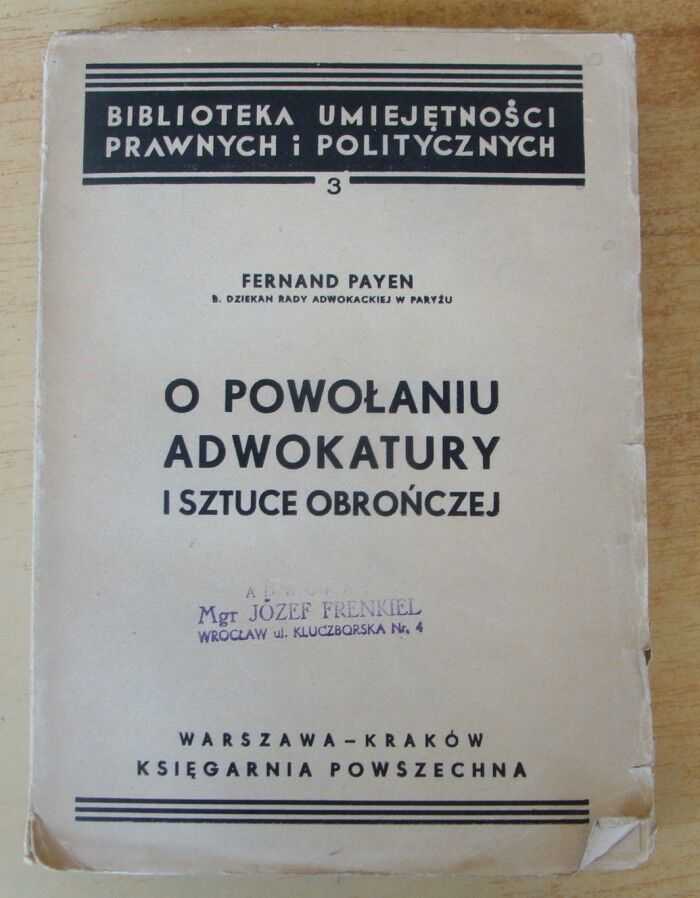 BIBLIOTEKA UMIEJĘTNOŚCI
PRAWNYCH i POLITYCZNYCH
3
FERNAND PAYEN
B. DZIEKAN RADY ADWOKACKIEJ W PARYŻU
O POWOŁANIU
ADWOKATURY
I SZTUCE OBROŃCZEJ
Mgr JÓZEF FRENKIEL
WROCŁAW ul. KLUCZBORSKA Nr. 4
WARSZAWA – KRAKÓW
KSIĘGARNIA POWSZECHNA